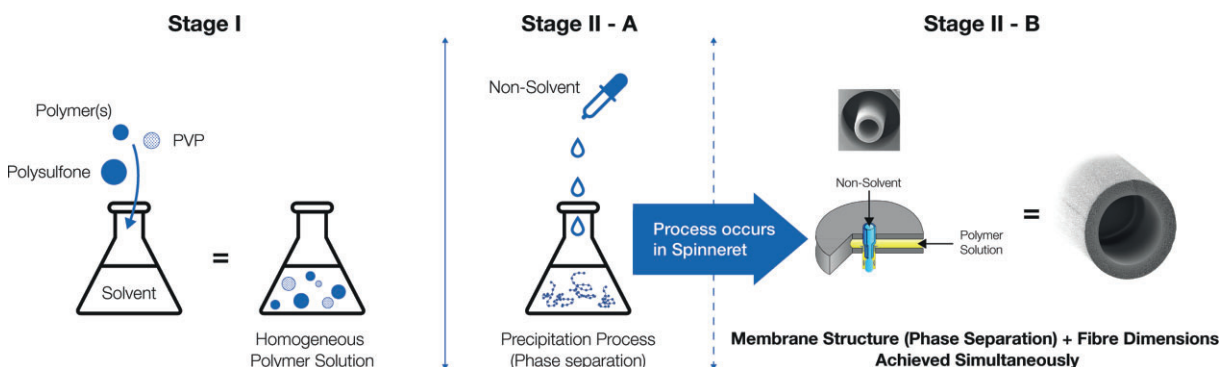 Stage I
Polymer(s)
PVP
Polysulfone
Solvent
=
Homogeneous
Polymer Solution
Stage II - A
Non-Solvent
Precipitation Process
(Phase separation)
Process occurs
in Spinneret
Stage II - B
Non-Solvent
Polymer
Solution
=
Membrane Structure (Phase Separation) + Fibre Dimensions
Achieved Simultaneously